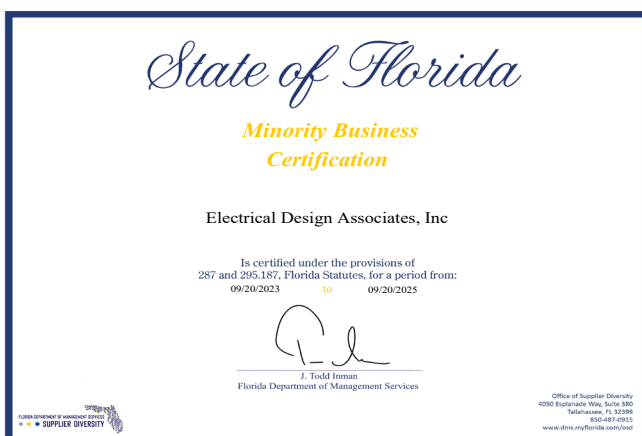 State of Florida
Minority Business
Certification
Electrical Design Associates, Inc
Is certified under the provisions of
287 and 295.187, Florida Statutes, for a period from:
09/20/2023 to 09/20/2025
J. Todd Inman
Florida Department of Management Services
FLORIDA DEPARTMENT OF MANAGEMENT SERVICES
SUPPLIER DIVERSITY
Office of Supplier Diversity
4050 Esplanade Way, Suite 380
Tallahassee, FL 32399
850-487-0915
www.dms.myflorida.com/osd